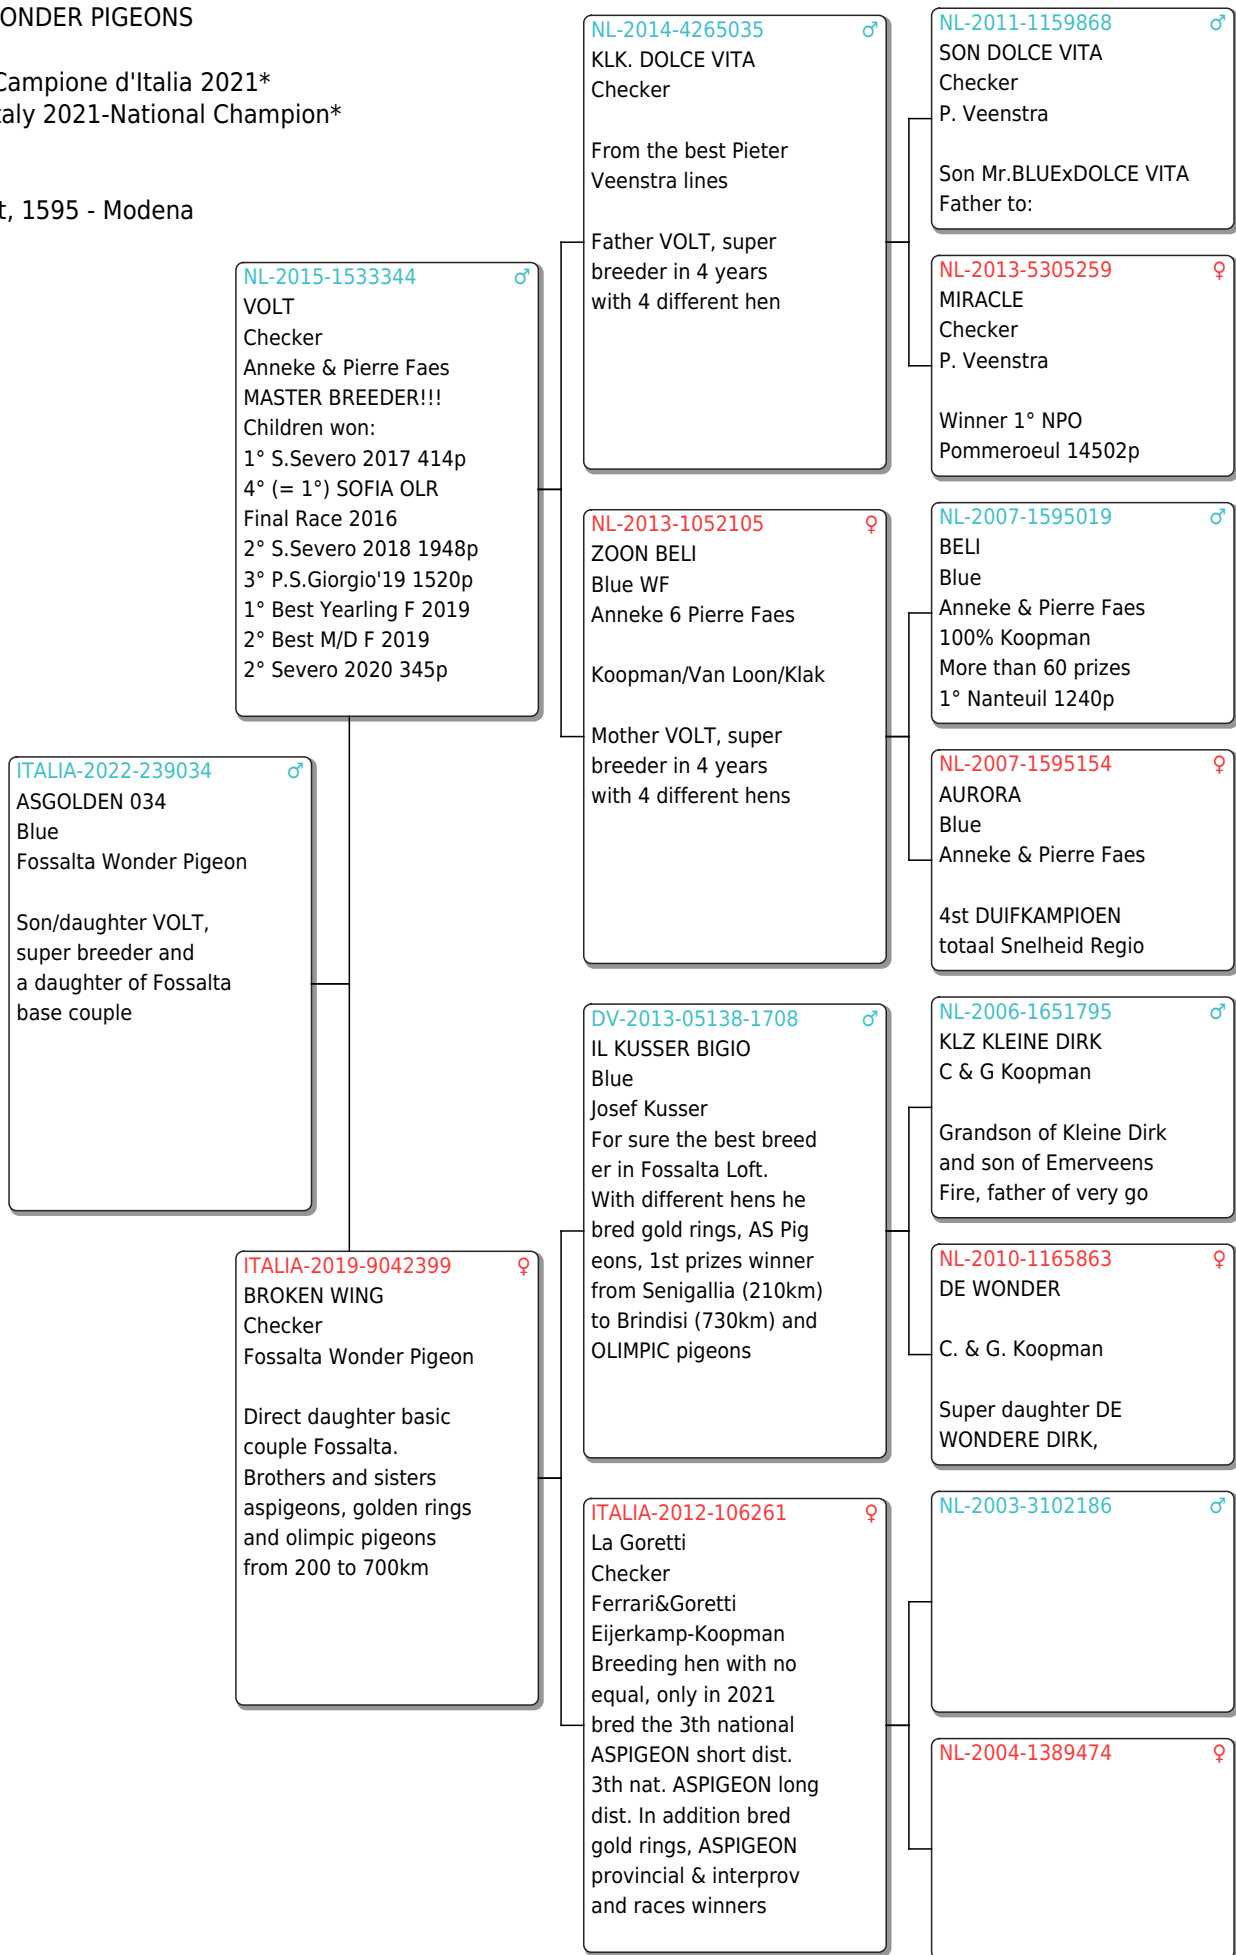 ONDER PIGEONS
Campione d'Italia 2021*
taly 2021-National Champion*
t, 1595 - Modena
ITALIA-2022-239034 ♂
ASGOLDEN 034
Blue
Fossalta Wonder Pigeon
Son/daughter VOLT,
super breeder and
a daughter of Fossalta
base couple
NL-2015-1533344 ♂
VOLT
Checker
Anneke & Pierre Faes
MASTER BREEDER!!!
Children won:
1° S.Severo 2017 414p
4° (= 1°) SOFIA OLR
Final Race 2016
2° S.Severo 2018 1948p
3° P.S.Giorgio'19 1520p
1° Best Yearling F 2019
2° Best M/D F 2019
2° Severo 2020 345p
ITALIA-2019-9042399 ♀
BROKEN WING
Checker
Fossalta Wonder Pigeon
Direct daughter basic
couple Fossalta.
Brothers and sisters
aspigeons, golden rings
and olimpic pigeons
from 200 to 700km
NL-2014-4265035 ♂
KLK. DOLCE VITA
Checker
From the best Pieter
Veenstra lines
Father VOLT, super
breeder in 4 years
with 4 different hen
NL-2013-1052105 ♀
ZOON BELI
Blue WF
Anneke 6 Pierre Faes
Koopman/Van Loon/Klak
Mother VOLT, super
breeder in 4 years
with 4 different hens
DV-2013-05138-1708 ♂
IL KUSSER BIGIO
Blue
Josef Kusser
For sure the best breed
er in Fossalta Loft.
With different hens he
bred gold rings, AS Pig
eons, 1st prizes winner
from Senigallia (210km)
to Brindisi (730km) and
OLIMPIC pigeons
ITALIA-2012-106261 ♀
La Goretti
Checker
Ferrari&Goretti
Eijerkamp-Koopman
Breeding hen with no
equal, only in 2021
bred the 3th national
ASPIGEON short dist.
3th nat. ASPIGEON long
dist. In addition bred
gold rings, ASPIGEON
provincial & interprov
and races winners
NL-2011-1159868 ♂
SON DOLCE VITA
Checker
P. Veenstra
Son Mr.BLUExDOLCE VITA
Father to:
NL-2013-5305259 ♀
MIRACLE
Checker
P. Veenstra
Winner 1° NPO
Pommeroeul 14502p
NL-2007-1595019 ♂
BELI
Blue
Anneke & Pierre Faes
100% Koopman
More than 60 prizes
1° Nanteuil 1240p
NL-2007-1595154 ♀
AURORA
Blue
Anneke & Pierre Faes
4st DUIFKAMPIOEN
totaal Snelheid Regio
NL-2006-1651795 ♂
KLZ KLEINE DIRK
C & G Koopman
Grandson of Kleine Dirk
and son of Emerveens
Fire, father of very go
NL-2010-1165863 ♀
DE WONDER
C. & G. Koopman
Super daughter DE
WONDERE DIRK,
NL-2003-3102186 ♂
NL-2004-1389474 ♀